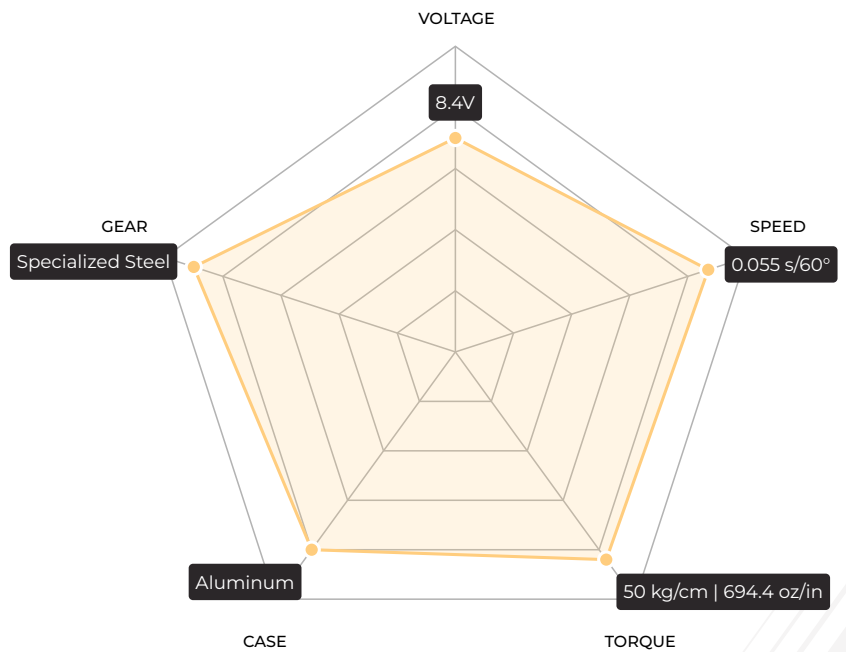 VOLTAGE
8.4V
GEAR
SPEED
Specialized Steel
0.055 s/60°
Aluminum
50 kg/cm | 694.4 oz/in
CASE
TORQUE